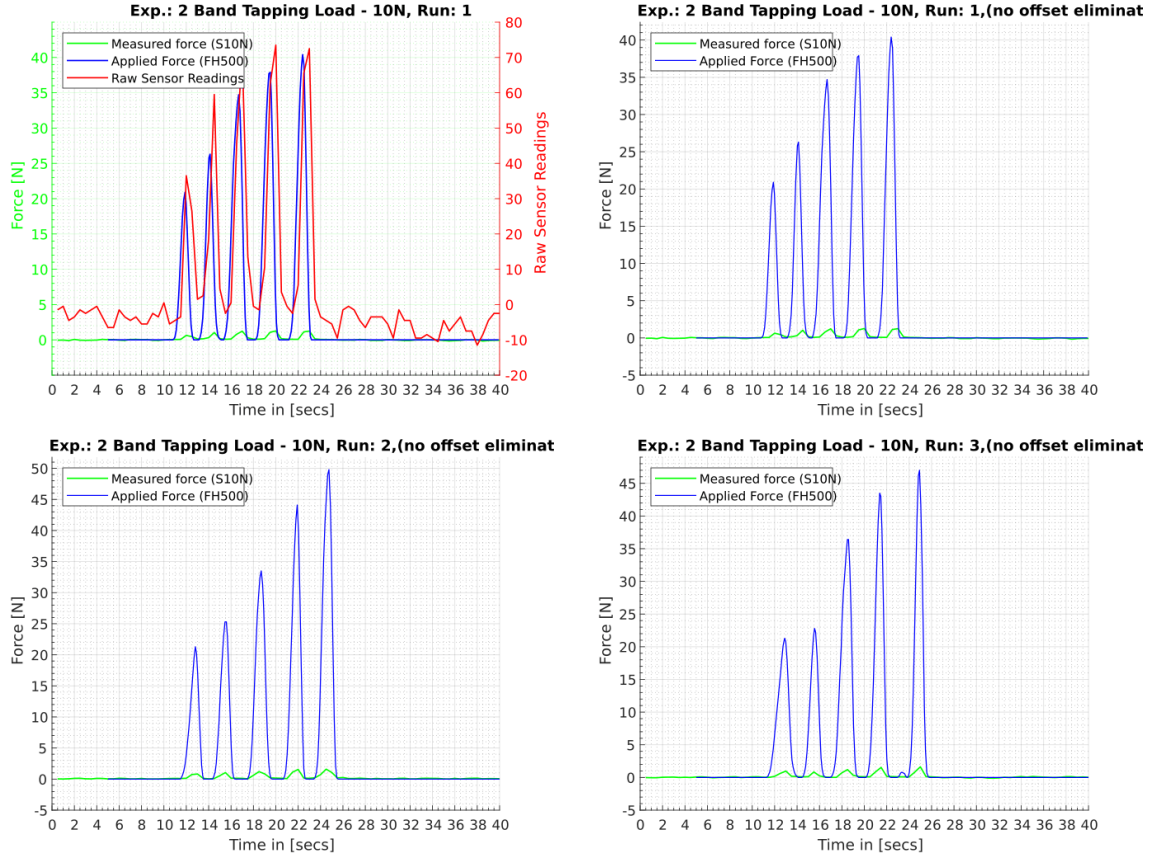 Exp.: 2 Band Tapping Load - 10N, Run: 1
Measured force (S10N)
Applied Force (FH500)
Raw Sensor Readings
Force [N]
40
35
30
25
20
15
10
5
0
80
70
60
50
40
30
20
10
0
-10
-20
Raw Sensor Readings
0 2 4 6 8 10 12 14 16 18 20 22 24 26 28 30 32 34 36 38
Time in [secs]
Exp.: 2 Band Tapping Load - 10N, Run: 1,(no offset eliminat
Measured force (S10N)
Applied Force (FH500)
Force [N]
40
35
30
25
20
15
10
5
0
-5
0 2 4 6 8 10 12 14 16 18 20 22 24 26 28 30 32 34 36 38 40
Time in [secs]
Exp.: 2 Band Tapping Load - 10N, Run: 2,(no offset eliminat
Measured force (S10N)
Applied Force (FH500)
Force [N]
50
45
40
35
30
25
20
15
10
5
0
-5
0 2 4 6 8 10 12 14 16 18 20 22 24 26 28 30 32 34 36 38 40
Time in [secs]
Exp.: 2 Band Tapping Load - 10N, Run: 3,(no offset eliminat
Measured force (S10N)
Applied Force (FH500)
Force [N]
45
40
35
30
25
20
15
10
5
0
-5
0 2 4 6 8 10 12 14 16 18 20 22 24 26 28 30 32 34 36 38 40
Time in [secs]